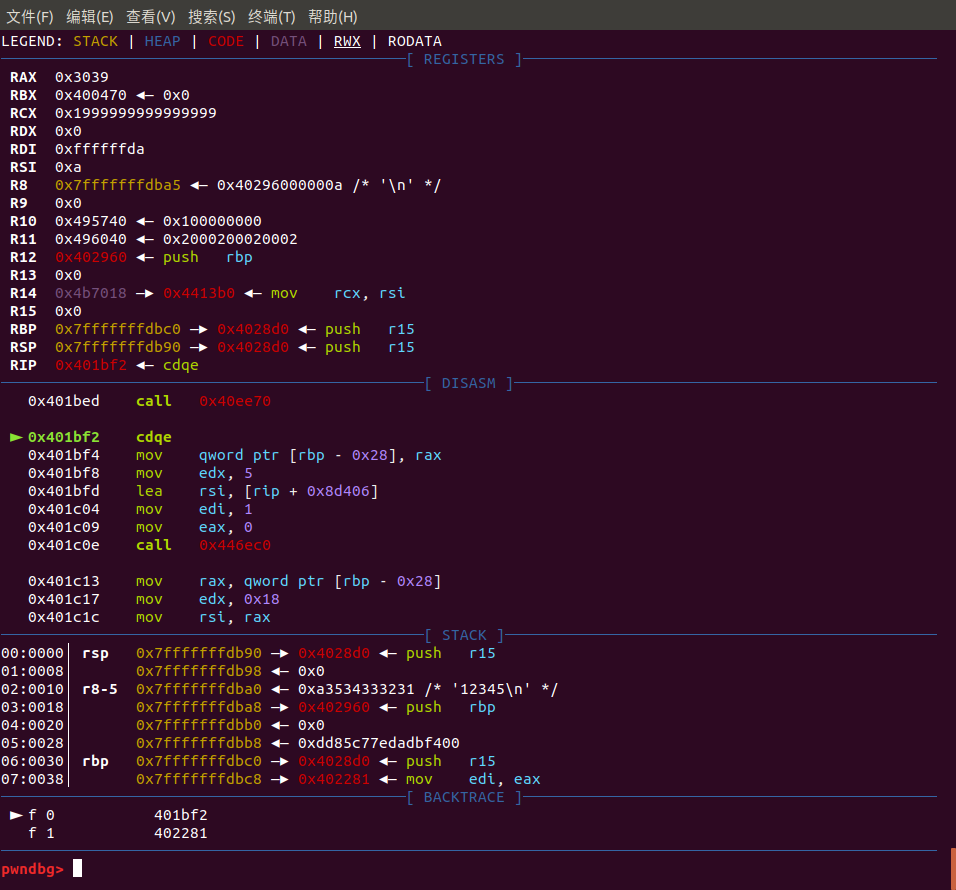 文件(F) 编辑(E) 查看(V) 搜索(S) 终端(T) 帮助(H)
LEGEND: STACK | HEAP | CODE | DATA | RWX | RODATA
[ REGISTERS ]
RAX 0x3039
RBX 0x400470 ◂— 0x0
RCX 0x1999999999999999
RDX 0x0
RDI 0xffffffda
RSI 0xa
R8 0x7fffffffdba5 ◂— 0x40296000000a /* '\n' */
R9 0x0
R10 0x495740 ◂— 0x100000000
R11 0x496040 ◂— 0x2000200020002
R12 0x402960 ◂— push rbp
R13 0x0
R14 0x4b7018 —▸ 0x4413b0 ◂— mov rcx, rsi
R15 0x0
RBP 0x7fffffffdbc0 —▸ 0x4028d0 ◂— push r15
RSP 0x7fffffffdb90 —▸ 0x4028d0 ◂— push r15
RIP 0x401bf2 ◂— cdqe
[ DISASM ]
0x401bed call 0x40ee70
► 0x401bf2 cdqe
0x401bf4 mov qword ptr [rbp - 0x28], rax
0x401bf8 mov edx, 5
0x401bfd lea rsi, [rip + 0x8d406]
0x401c04 mov edi, 1
0x401c09 mov eax, 0
0x401c0e call 0x446ec0
0x401c13 mov rax, qword ptr [rbp - 0x28]
0x401c17 mov edx, 0x18
0x401c1c mov rsi, rax
[ STACK ]
00:0000│ rsp 0x7fffffffdb90 —▸ 0x4028d0 ◂— push r15
01:0008│ 0x7fffffffdb98 ◂— 0x0
02:0010│ r8-5 0x7fffffffdba0 ◂— 0xa3534333231 /* '12345\n' */
03:0018│ 0x7fffffffdba8 —▸ 0x402960 ◂— push rbp
04:0020│ 0x7fffffffdbb0 ◂— 0x0
05:0028│ 0x7fffffffdbb8 ◂— 0xdd85c77edadbf400
06:0030│ rbp 0x7fffffffdbc0 —▸ 0x4028d0 ◂— push r15
07:0038│ 0x7fffffffdbc8 —▸ 0x402281 ◂— mov edi, eax
[ BACKTRACE ]
► f 0 401bf2
f 1 402281
pwndbg>